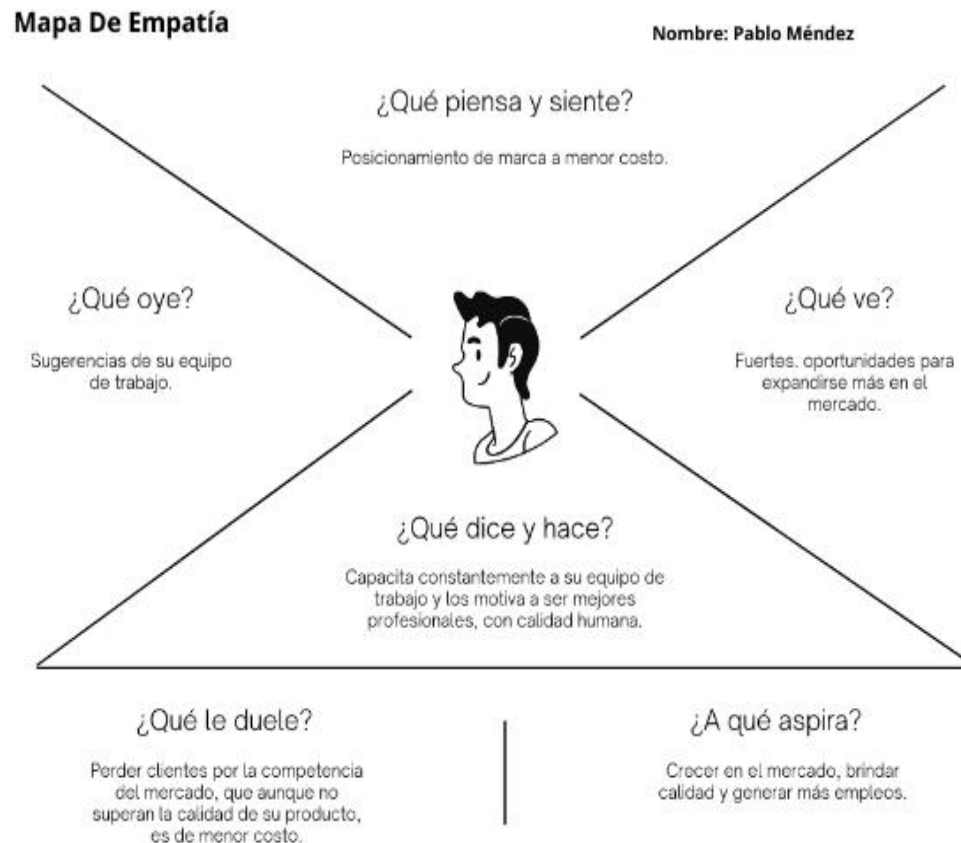 Mapa De Empatía
Nombre: Pablo Méndez
¿Qué piensa y siente?
Posicionamiento de marca a menor costo.
¿Qué oye?
Sugerencias de su equipo
de trabajo.
¿Qué ve?
Fuertes. oportunidades para
expandirse más en el
mercado.
¿Qué dice y hace?
Capacita constantemente a su equipo de
trabajo y los motiva a ser mejores
profesionales, con calidad humana.
¿Qué le duele?
Perder clientes por la competencia
del mercado, que aunque no
superan la calidad de su producto,
es de menor costo.
¿A qué aspira?
Crecer en el mercado, brindar
calidad y generar más empleos.